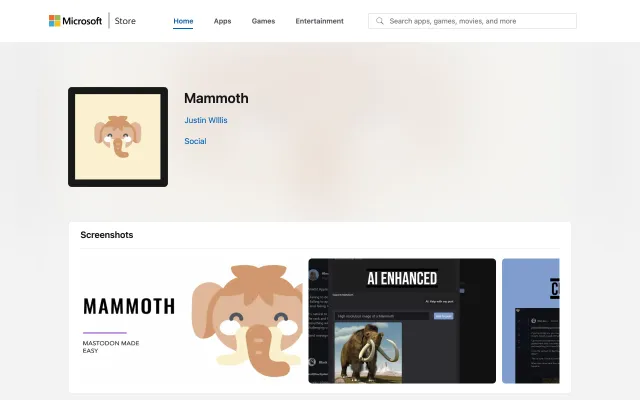 Microsoft | Store
Home
Apps
Games
Entertainment
Search apps, games, movies, and more
Mammoth
Justin Willis
Social
Screenshots
MAMMOTH
MASTODON MADE
EASY
AI ENHANCED